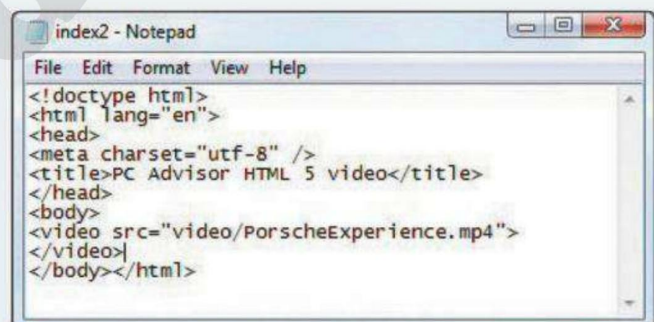 index2 - Notepad
File Edit Format View Help
<!doctype html>
<html lang="en">
<head>
<meta charset="utf-8" />
<title>PC Advisor HTML 5 video</title>
</head>
<body>
<video src="video/PorscheExperience.mp4">
</video>
</body></html>